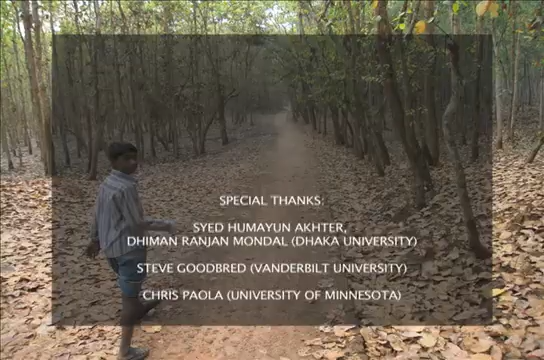 SPECIAL THANKS:
SYED HUMAYUN AKHTER,
DHIMAN RANJAN MONDAL (DHAKA UNIVERSITY)
STEVE GOODBRED (VANDERBILT UNIVERSITY)
CHRIS PAOLA (UNIVERSITY OF MINNESOTA)